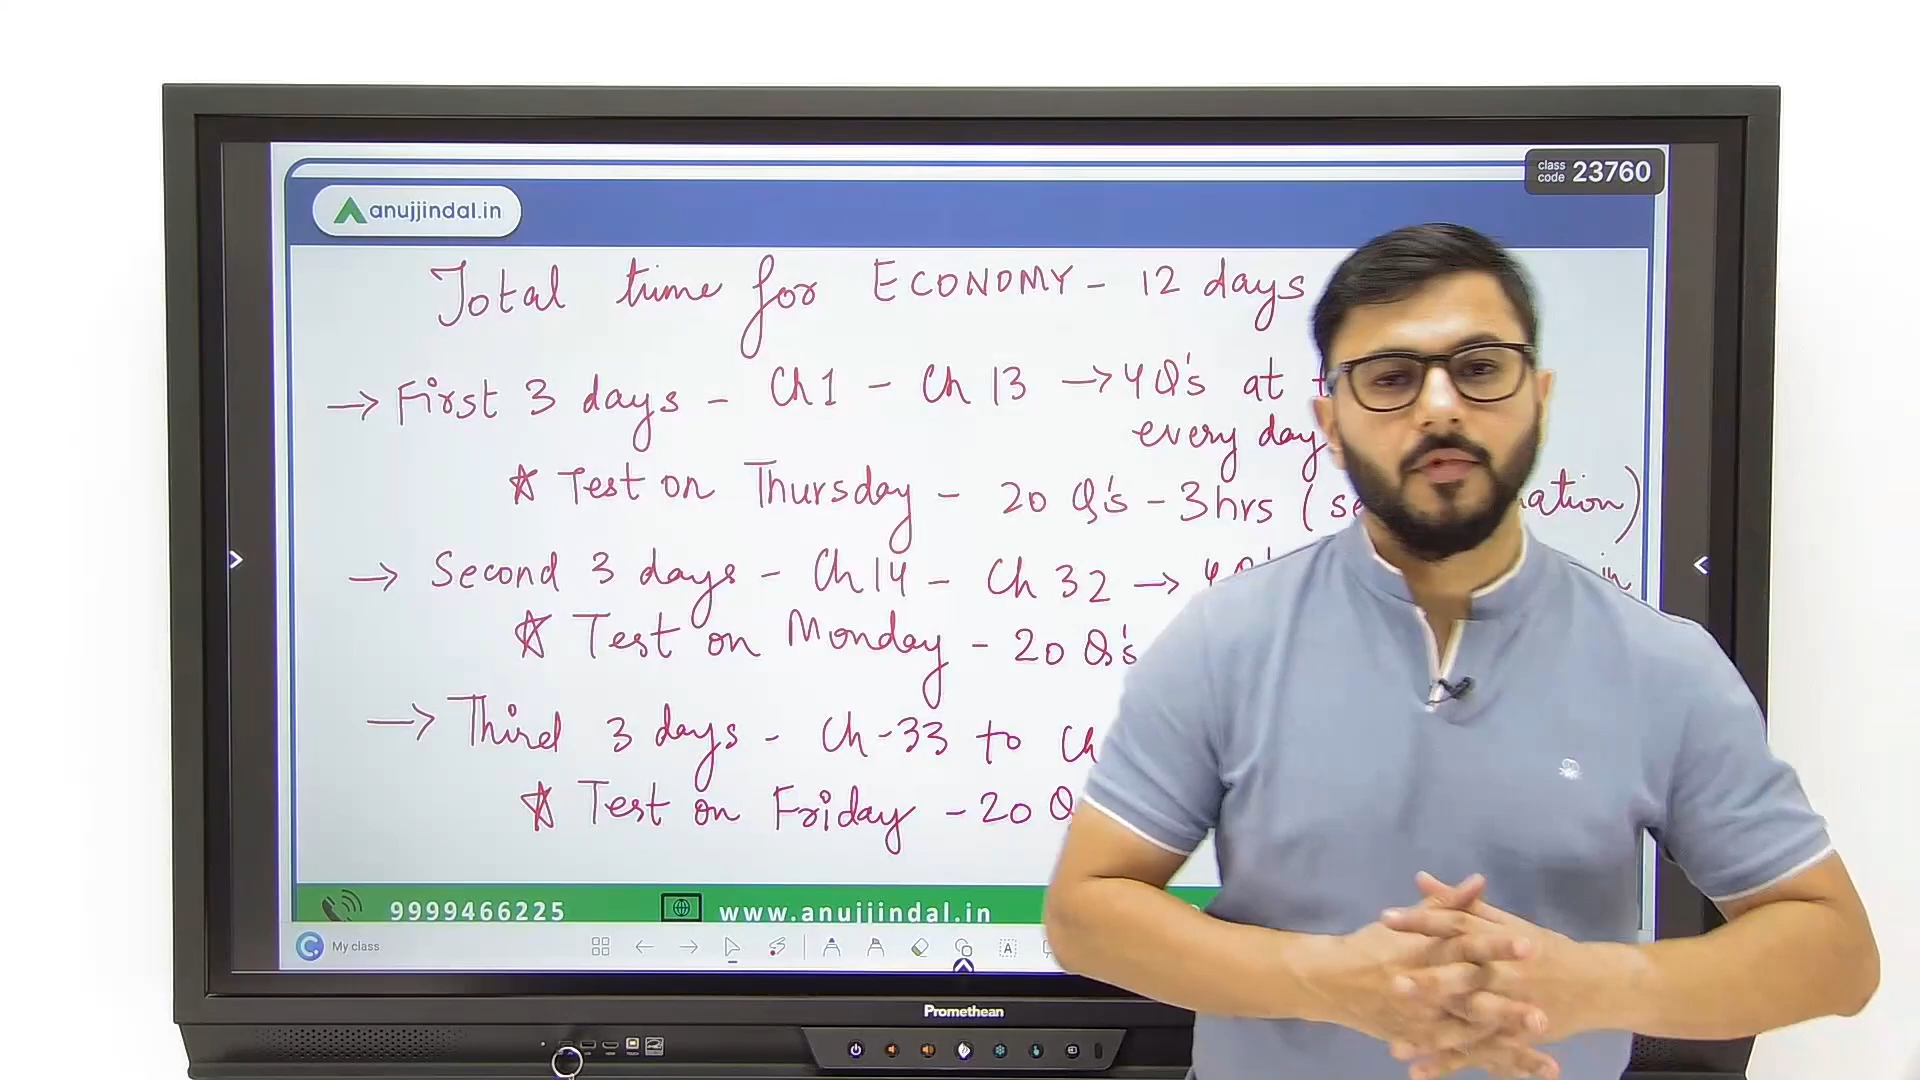 class code 23760
anujjindal.in
Total time for ECONOMY - 12 days
→ First 3 days - Ch 1 - Ch 13 → 4 Q's at
every day
☆ Test on Thursday - 20 Q's - 3 hrs (
→ Second 3 days - Ch 14 - Ch 32 → in
☆ Test on Monday - 20 Q's
→ Third 3 days - Ch - 33 to Ch
☆ Test on Friday - 20 Q
9999466225 www.anujjindal.in
My class
Promethean